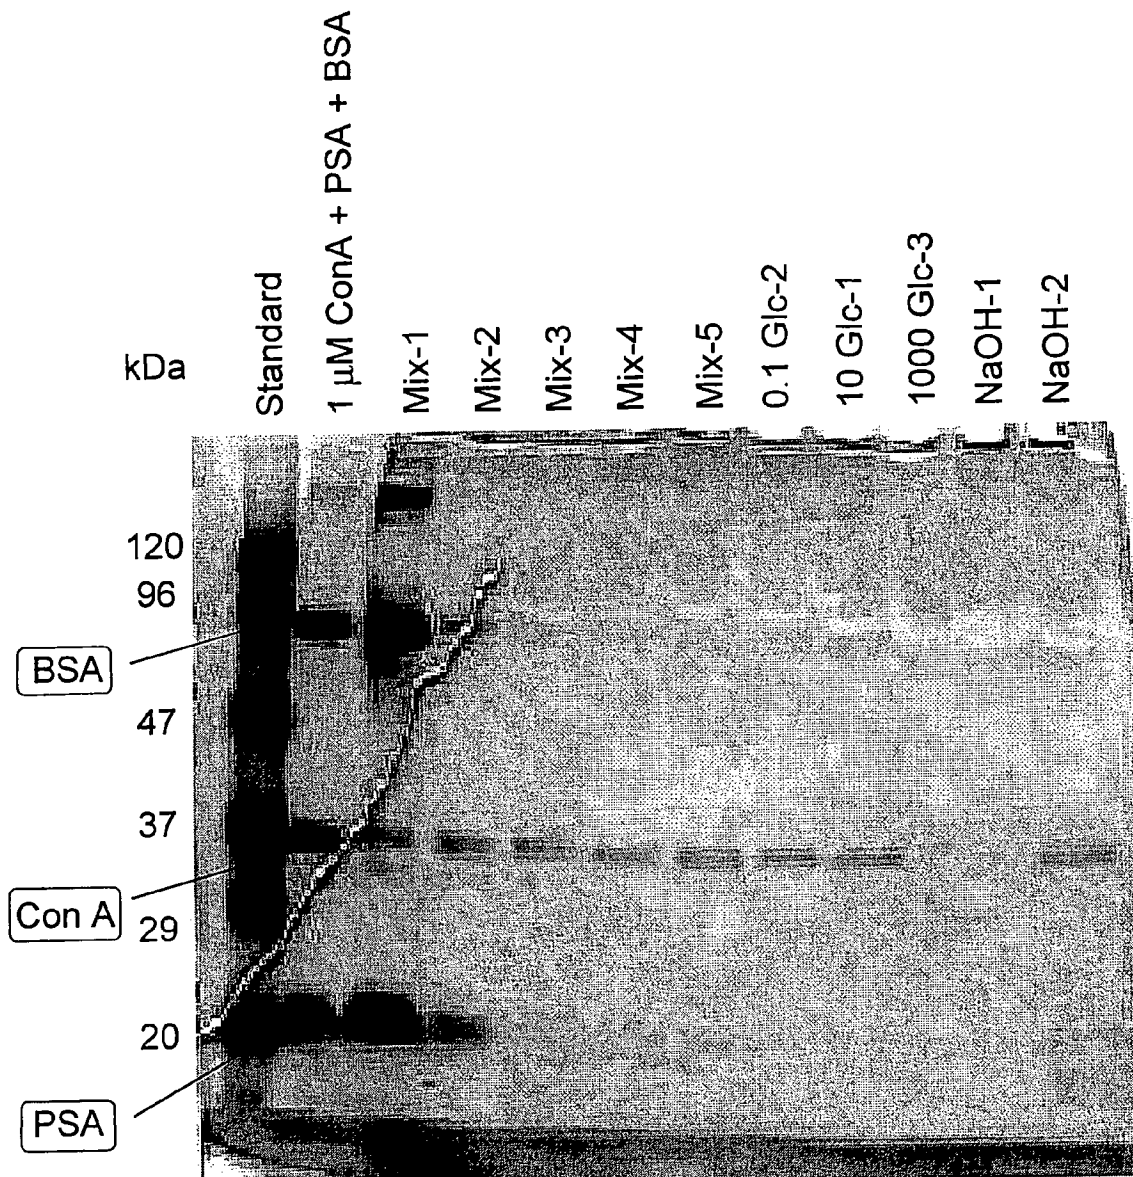 kDa
Standard
1 μM ConA + PSA + BSA
Mix-1
Mix-2
Mix-3
Mix-4
Mix-5
0.1 Glc-2
10 Glc-1
1000 Glc-3
NaOH-1
NaOH-2
120
96
BSA
47
37
Con A
29
20
PSA